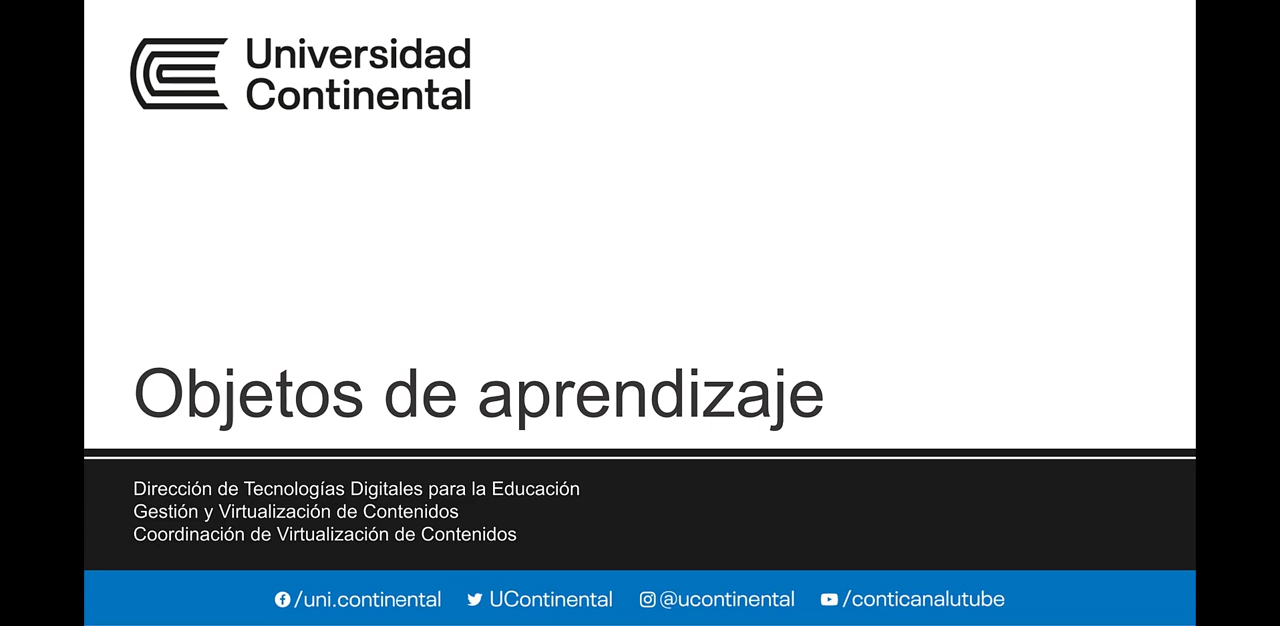 Universidad
Continental
Objetos de aprendizaje
Dirección de Tecnologías Digitales para la Educación
Gestión y Virtualización de Contenidos
Coordinación de Virtualización de Contenidos
/uni.continental UContinental @ucontinental /conticanalutube